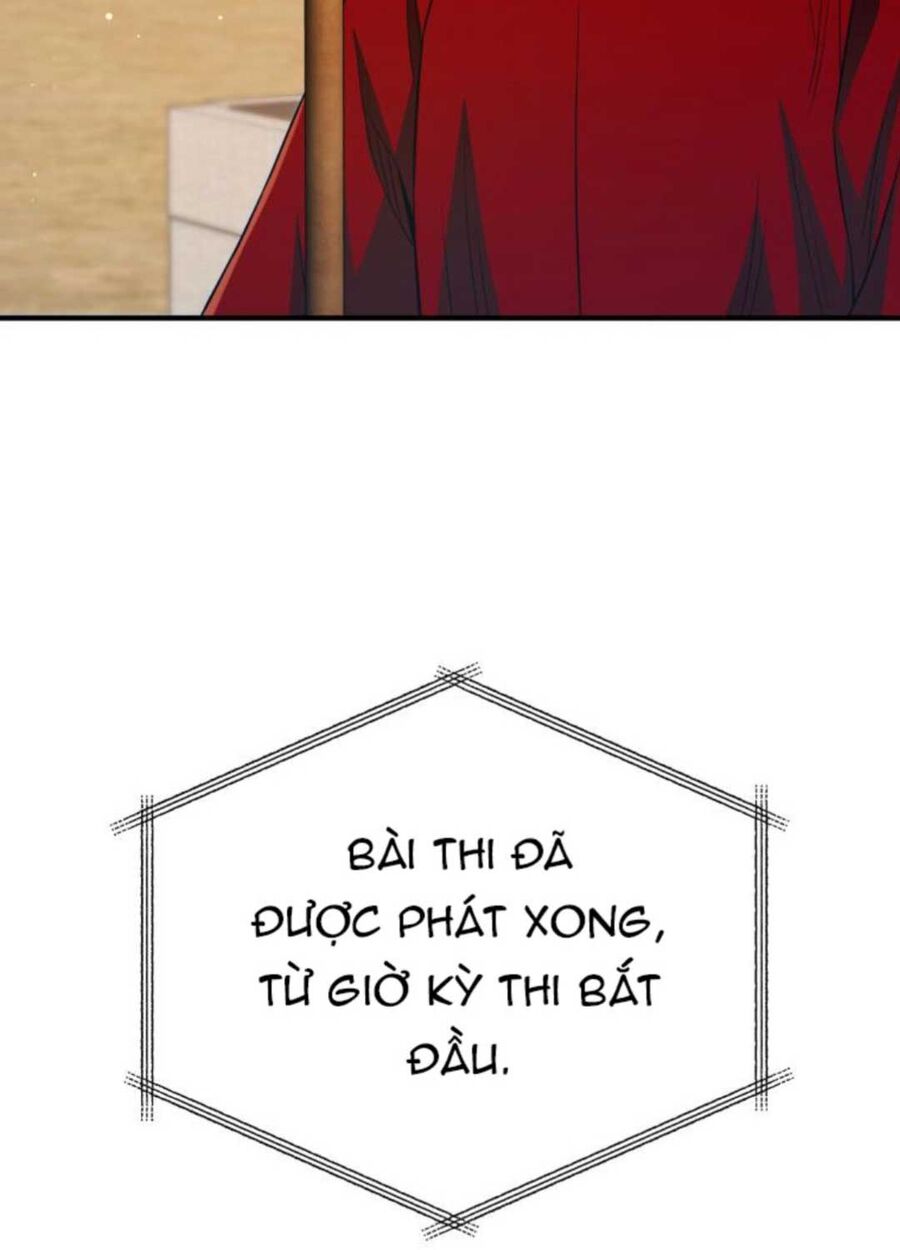 BÀI THI ĐÃ
ĐƯỢC PHÁT XONG,
TỪ GIỜ KỲ THI BẮT
ĐẦU.